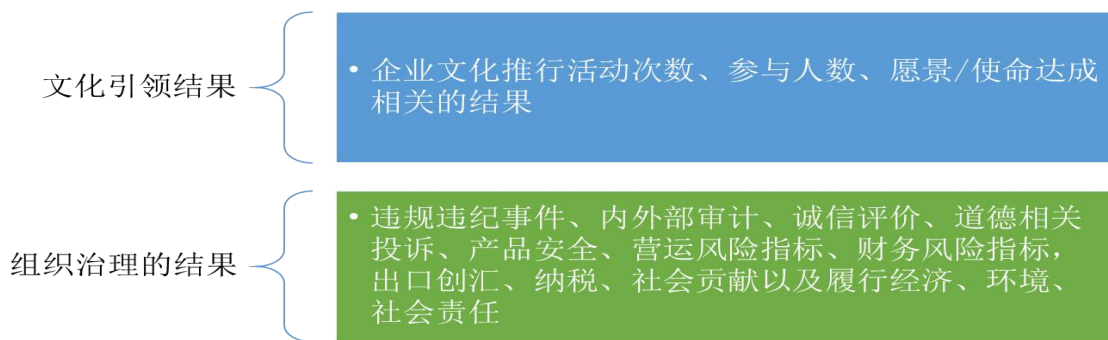 文化引领结果
• 企业文化推行活动次数、参与人数、愿景/使命达成
相关的结果
组织治理的结果
• 违规违纪事件、内外部审计、诚信评价、道德相关
投诉、产品安全、营运风险指标、财务风险指标，
出口创汇、纳税、社会贡献以及履行经济、环境、
社会责任